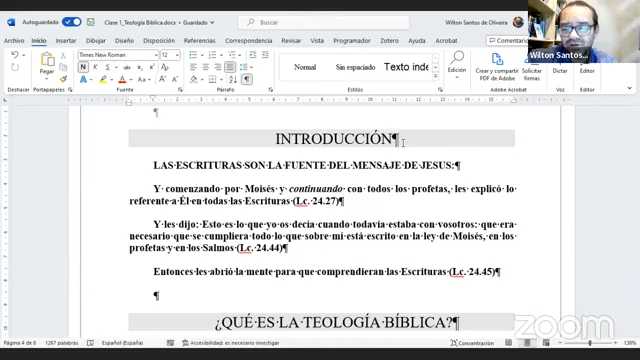 Autoguardado
Clase 1_Teología Bíblica.docx • Guardado
Buscar
Wilton Santos de Oliveira
Archivo Inicio Insertar Dibujar Diseño Disposición Referencias Correspondencia Revisar Vista Programador Zotero Ayuda Acrobat
Comentarios
Pegar
Times New Roman 12
Normal Sin espaciado Texto inde
Edición
Crear y compartir PDF de Adobe Solicitar firmas
Dictar
Editor
Wilton Santos...
Portapapeles Fuente Párrafo Estilos Adobe Acrobat Voz Editor
¶
INTRODUCCIÓN¶
LAS·ESCRITURAS·SON·LA·FUENTE·DEL·MENSAJE·DE·JESUS:¶
Y comenzando por Moisés y continuando con todos los profetas, les explicó lo
referente·a·Él·en·todas·las·Escrituras·(Lc.·24.27)¶
Y·les·dijo:·Esto·es·lo·que·yo·os·decía·cuando·todavía·estaba·con·vosotros:·que·era·
necesario·que·se·cumpliera·todo·lo·que·sobre·mí·está·escrito·en·la·ley·de·Moisés,·en·los·
profetas·y·en·los·Salmos·(Lc.·24.44)¶
Entonces·les·abrió·la·mente·para·que·comprendieran·las·Escrituras·(Lc.·24.45)¶
¶
¿QUÉ·ES·LA·TEOLOGÍA·BÍBLICA?¶
Página 4 de 8 1267 palabras Español (España) Accesibilidad: es necesario investigar
Concentración
138%
zoom